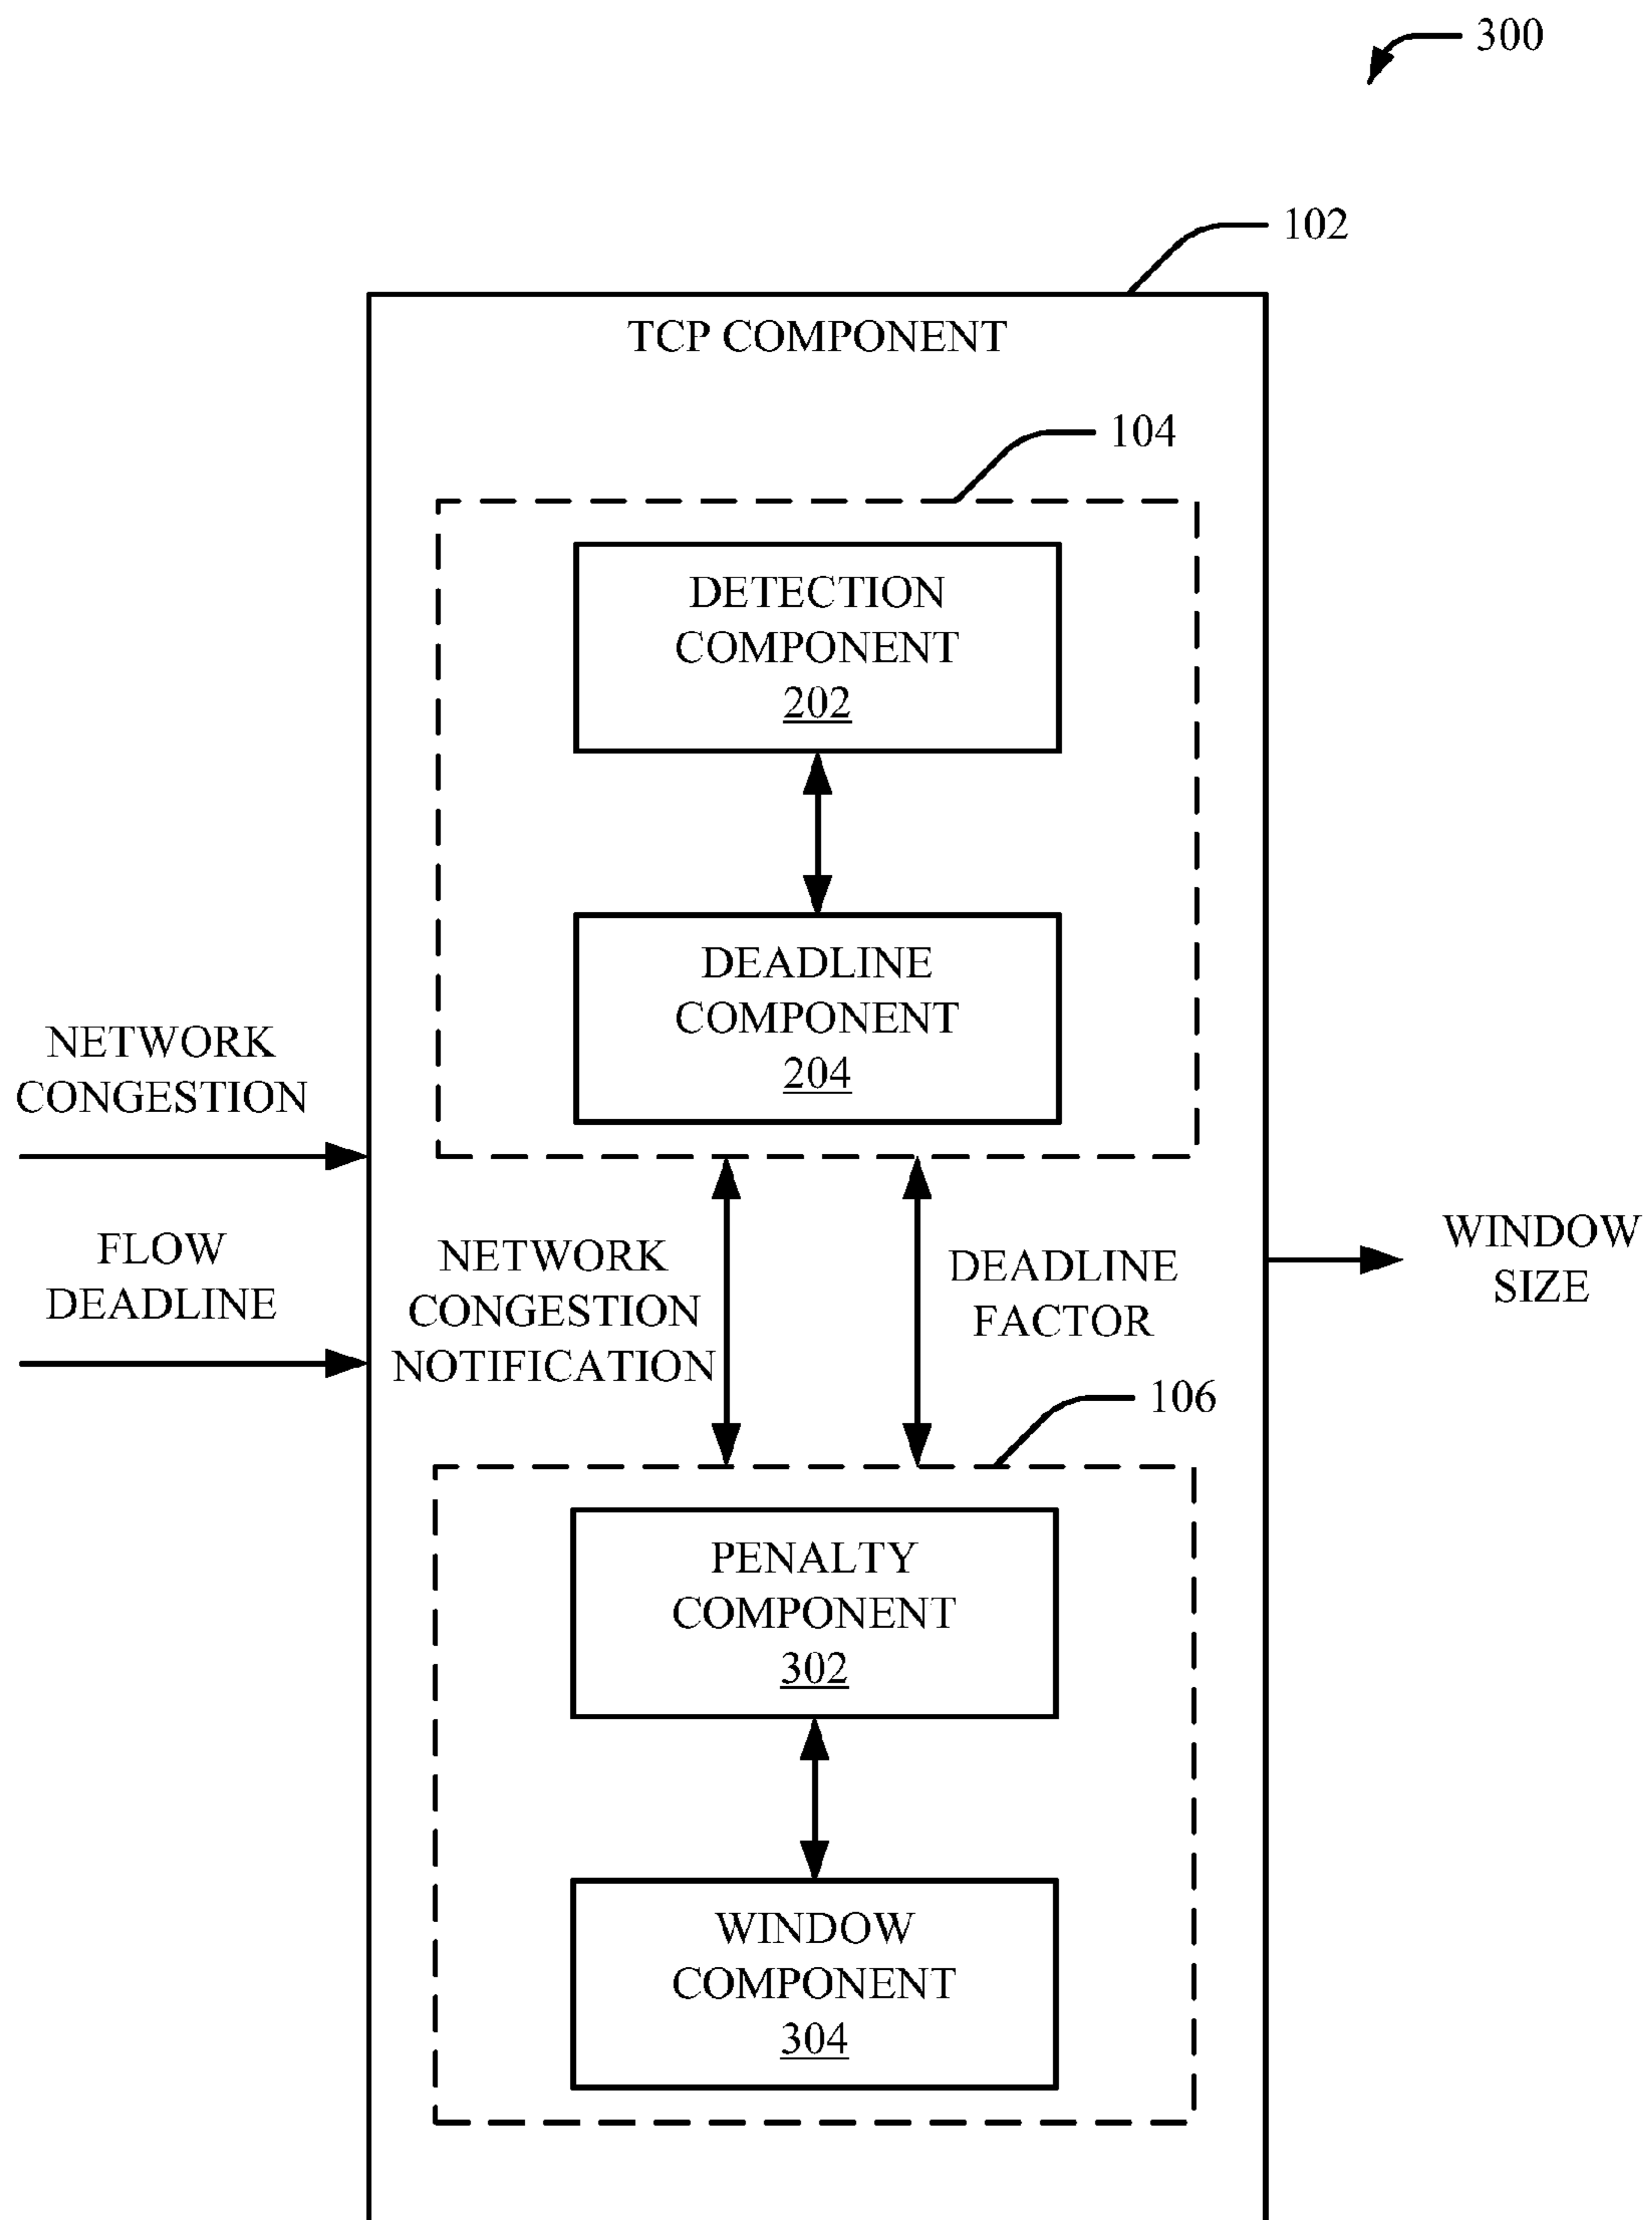 300
102
TCP COMPONENT
104
DETECTION
COMPONENT
202
DEADLINE
COMPONENT
204
NETWORK
CONGESTION
FLOW
DEADLINE
NETWORK
CONGESTION
NOTIFICATION
DEADLINE
FACTOR
WINDOW
SIZE
106
PENALTY
COMPONENT
302
WINDOW
COMPONENT
304